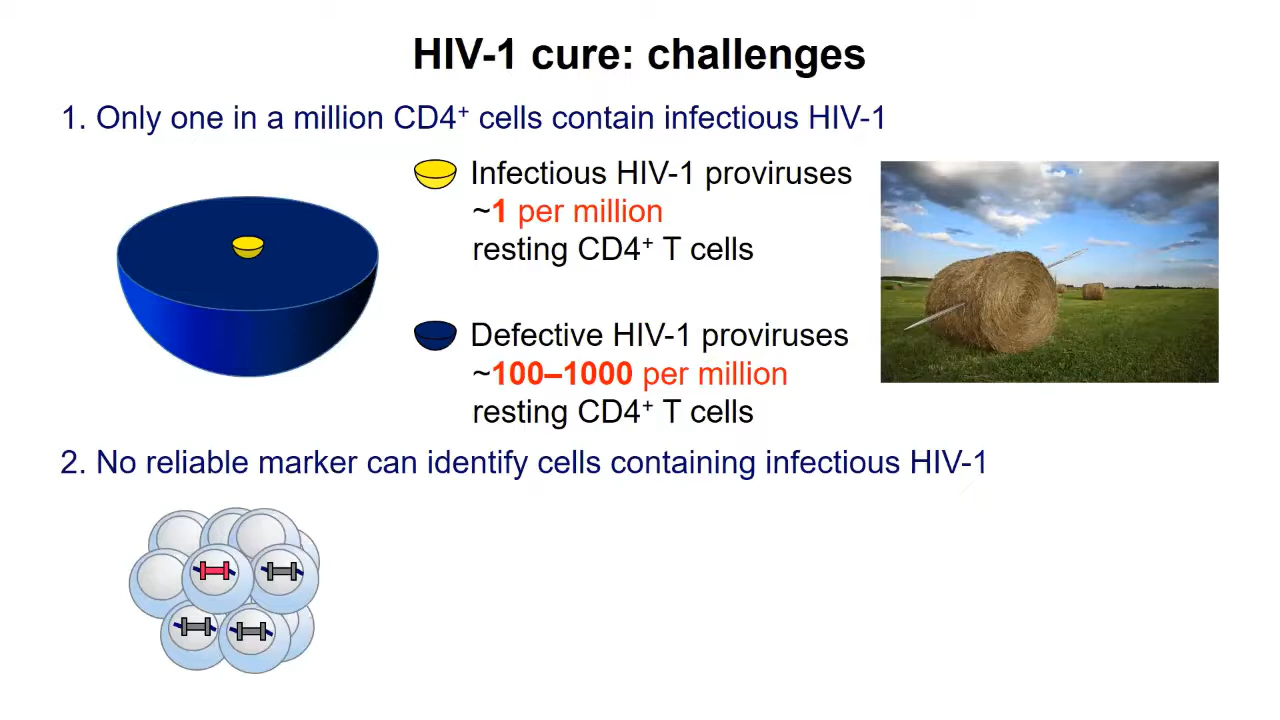 HIV-1 cure: challenges
1. Only one in a million CD4⁺ cells contain infectious HIV-1
Infectious HIV-1 proviruses
~1 per million
resting CD4⁺ T cells
Defective HIV-1 proviruses
~100–1000 per million
resting CD4⁺ T cells
2. No reliable marker can identify cells containing infectious HIV-1